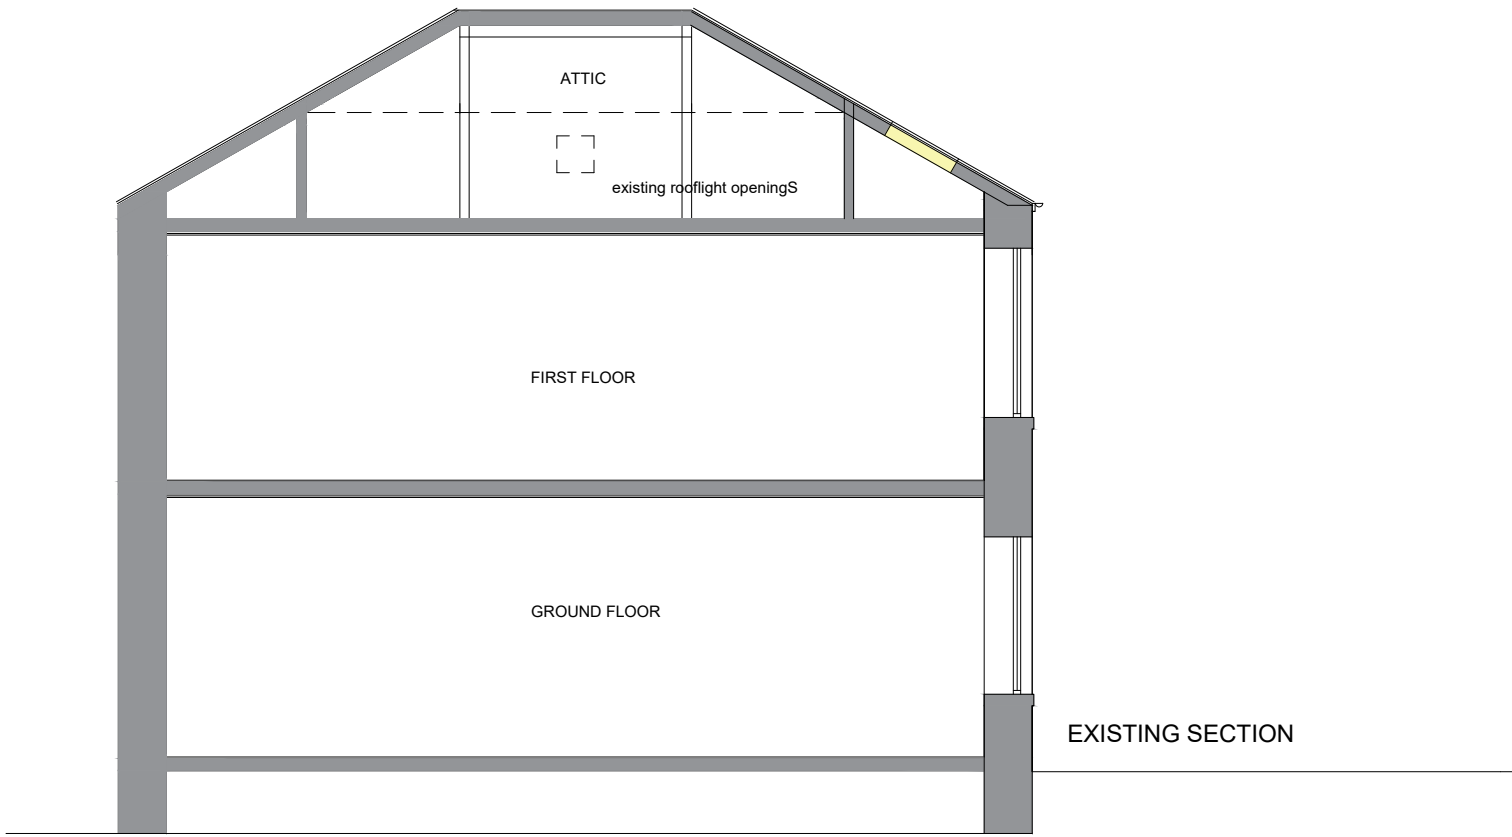 ATTIC
existing rooflight openingS
FIRST FLOOR
GROUND FLOOR
EXISTING SECTION